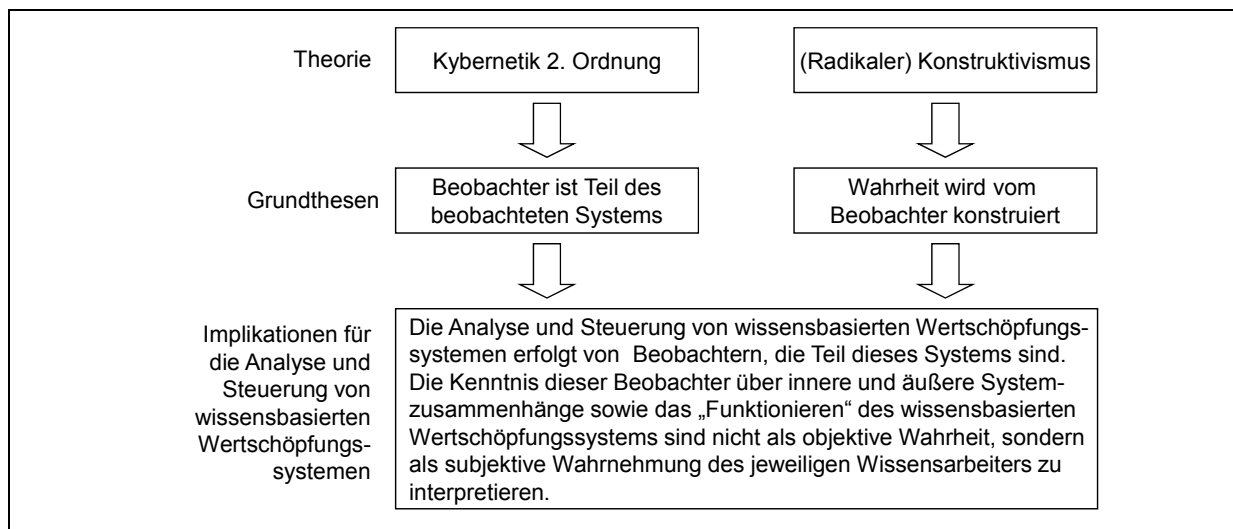 Theorie
Kybernetik 2. Ordnung
(Radikaler) Konstruktivismus
Grundthesen
Beobachter ist Teil des
beobachteten Systems
Wahrheit wird vom
Beobachter konstruiert
Implikationen für
die Analyse und
Steuerung von
wissensbasierten
Wertschöpfungs-
systemen
Die Analyse und Steuerung von wissensbasierten Wertschöpfungs-
systemen erfolgt von Beobachtern, die Teil dieses Systems sind.
Die Kenntnis dieser Beobachter über innere und äußere System-
zusammenhänge sowie das „Funktionieren“ des wissensbasierten
Wertschöpfungssystems sind nicht als objektive Wahrheit, sondern
als subjektive Wahrnehmung des jeweiligen Wissensarbeiters zu
interpretieren.